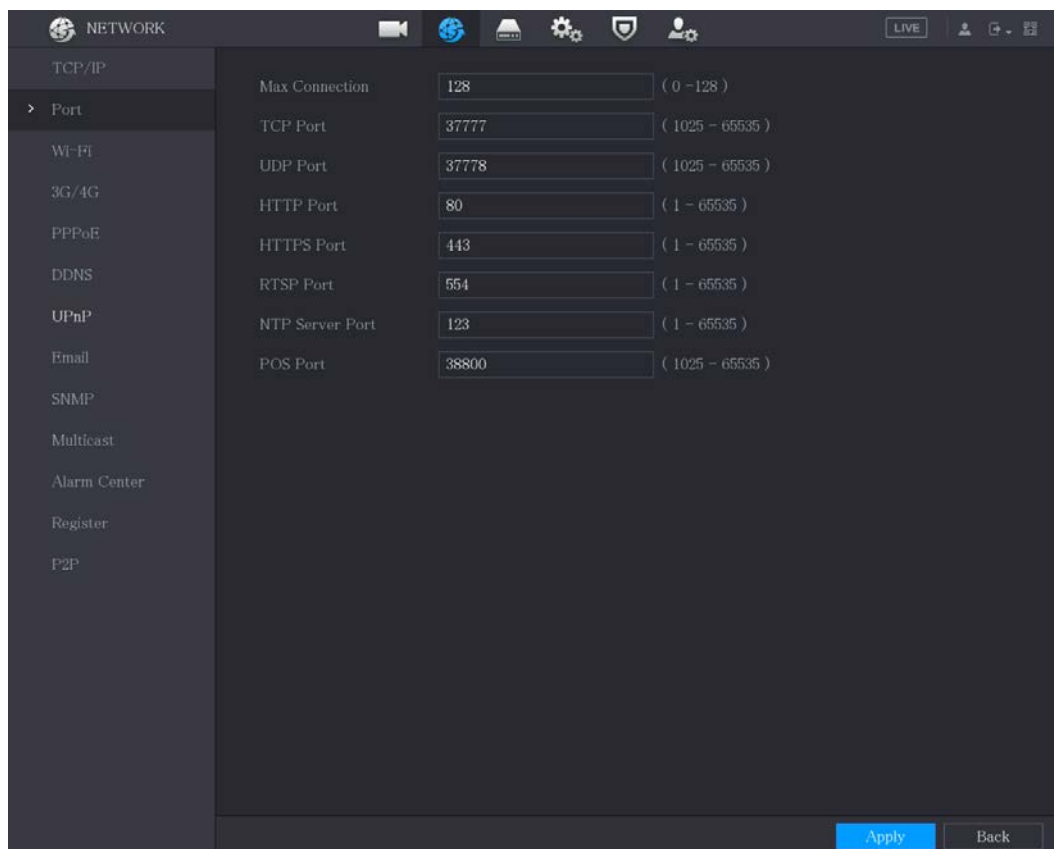 NETWORK
LIVE
TCP/IP
Port
Wi-Fi
3G/4G
PPPoE
DDNS
UPnP
Email
SNMP
Multicast
Alarm Center
Register
P2P
Max Connection 128 ( 0 -128 )
TCP Port 37777 ( 1025 - 65535 )
UDP Port 37778 ( 1025 - 65535 )
HTTP Port 80 ( 1 - 65535 )
HTTPS Port 443 ( 1 - 65535 )
RTSP Port 554 ( 1 - 65535 )
NTP Server Port 123 ( 1 - 65535 )
POS Port 38800 ( 1025 - 65535 )
Apply Back